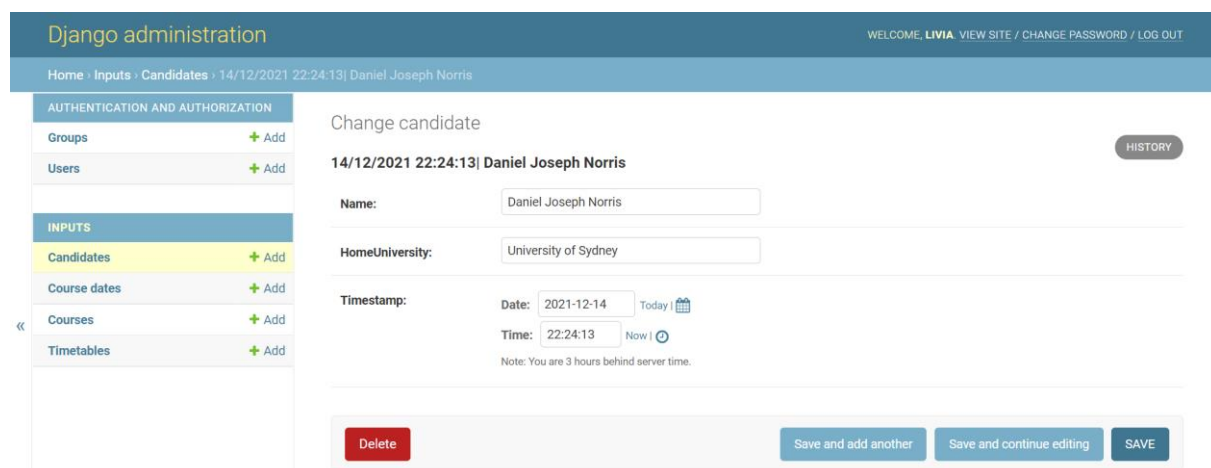 Django administration
WELCOME, LIVIA. VIEW SITE / CHANGE PASSWORD / LOG OUT
Home › Inputs › Candidates › 14/12/2021 22:24:13| Daniel Joseph Norris
AUTHENTICATION AND AUTHORIZATION
Groups + Add
Users + Add
INPUTS
Candidates + Add
Course dates + Add
Courses + Add
Timetables + Add
«
Change candidate
HISTORY
14/12/2021 22:24:13| Daniel Joseph Norris
Name: Daniel Joseph Norris
HomeUniversity: University of Sydney
Timestamp: Date: 2021-12-14 Today |
Time: 22:24:13 Now |
Note: You are 3 hours behind server time.
Delete Save and add another Save and continue editing SAVE